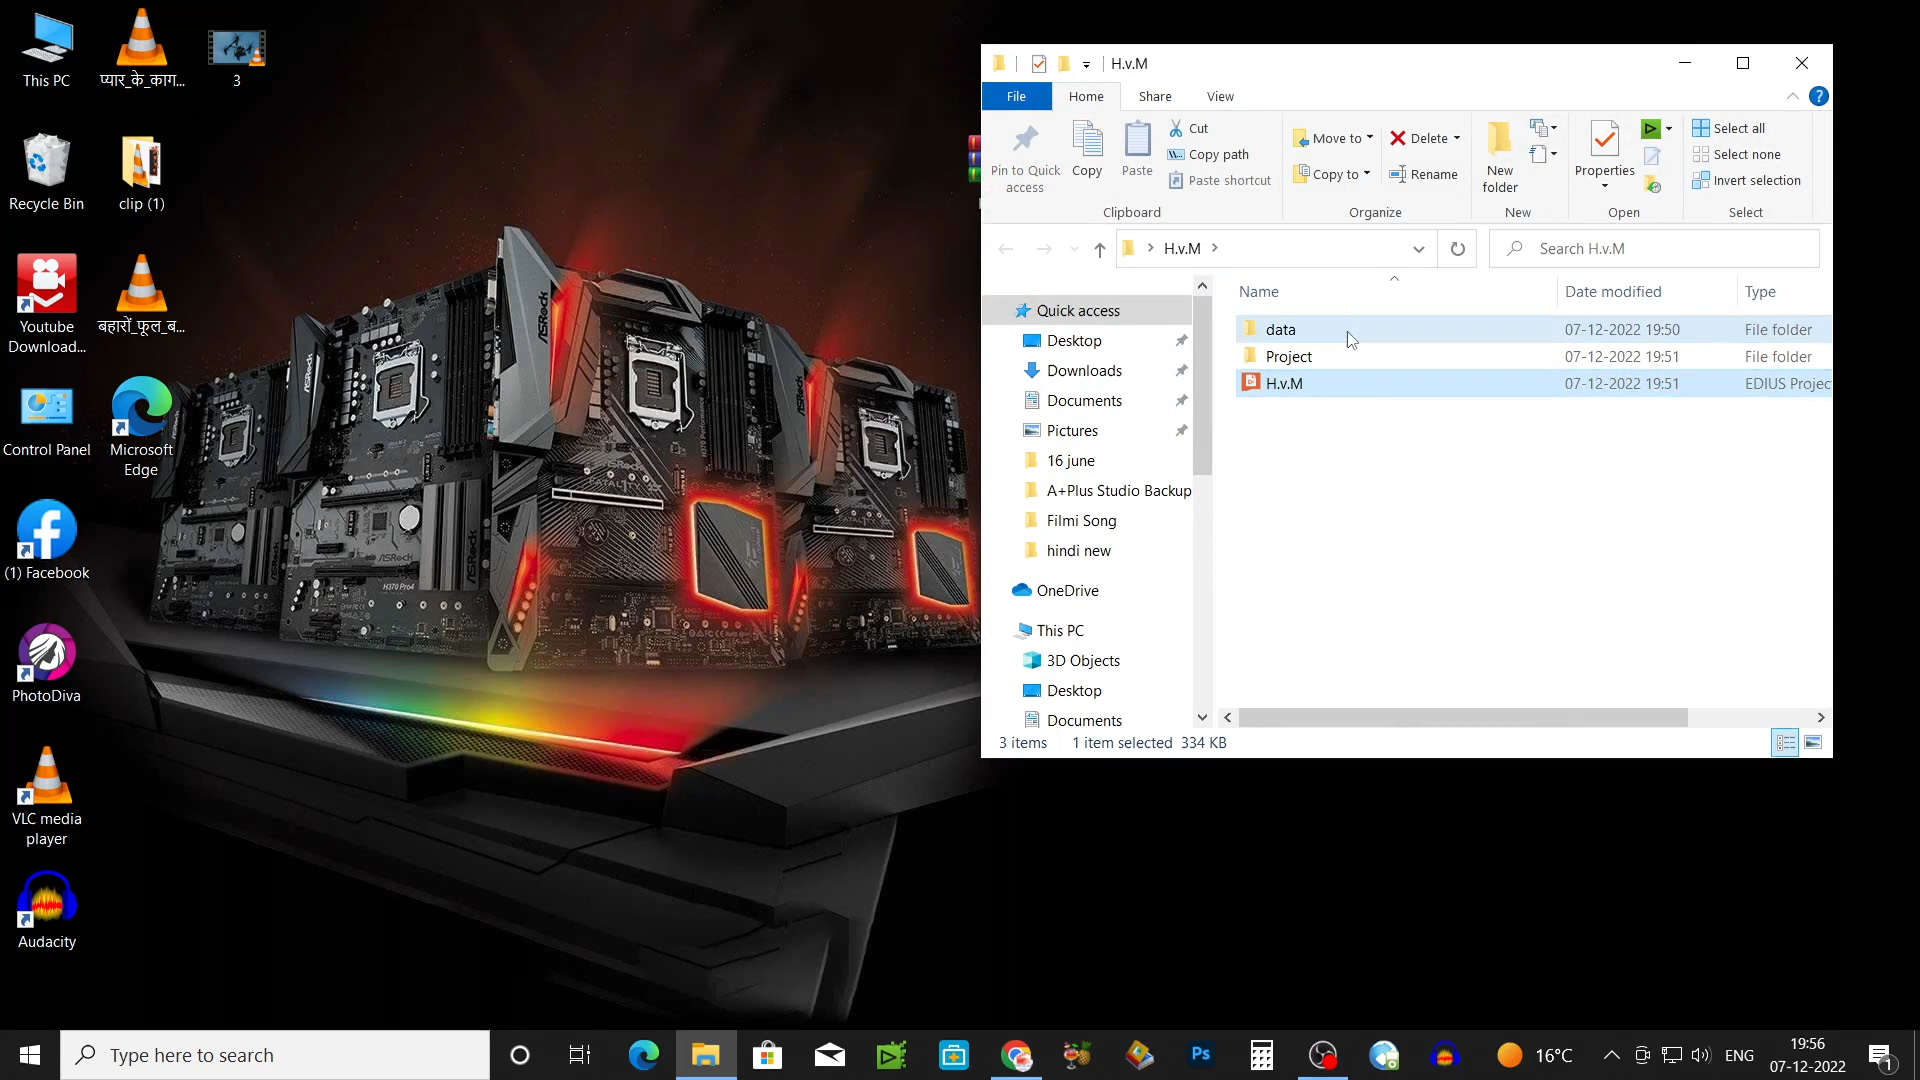 This PC
प्यार_के_काग...
3
Recycle Bin
clip (1)
Youtube
Download...
बहारों_फूल_ब...
Control Panel
Microsoft
Edge
(1) Facebook
PhotoDiva
VLC media
player
Audacity
ASRock
FATAL1TY
H370 Pro4
H.v.M
File
Home
Share
View
Pin to Quick
access
Copy
Paste
Cut
Copy path
Paste shortcut
Clipboard
Move to
Copy to
Delete
Rename
Organize
New
folder
New
Properties
Open
Select all
Select none
Invert selection
Select
H.v.M
Search H.v.M
Name
Date modified
Type
data
07-12-2022 19:50
File folder
Project
07-12-2022 19:51
File folder
H.v.M
07-12-2022 19:51
EDIUS Projec
Quick access
Desktop
Downloads
Documents
Pictures
16 june
A+Plus Studio Backup
Filmi Song
hindi new
OneDrive
This PC
3D Objects
Desktop
Documents
3 items
1 item selected 334 KB
Type here to search
Ps
16°C
ENG
19:56
07-12-2022
1